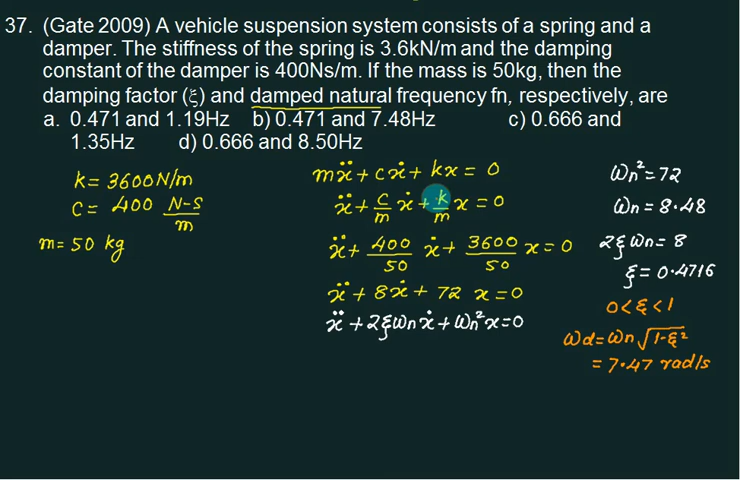 37. (Gate 2009) A vehicle suspension system consists of a spring and a
damper. The stiffness of the spring is 3.6kN/m and the damping
constant of the damper is 400Ns/m. If the mass is 50kg, then the
damping factor (ξ) and damped natural frequency fn, respectively, are
a. 0.471 and 1.19Hz b) 0.471 and 7.48Hz c) 0.666 and
1.35Hz d) 0.666 and 8.50Hz
k = 3600 N/m
C = 400 N-S/m
m = 50 kg
mẍ + cẋ + kx = 0
ẍ + c/m ẋ + k/m x = 0
ẍ + 400/50 ẋ + 3600/50 x = 0
ẍ + 8ẋ + 72 x = 0
ẍ + 2ξωnẋ + ωn²x = 0
ωn² = 72
ωn = 8.48
2ξωn = 8
ξ = 0.4716
0 < ξ < 1
ωd = ωn √1-ξ²
= 7.47 rad/s